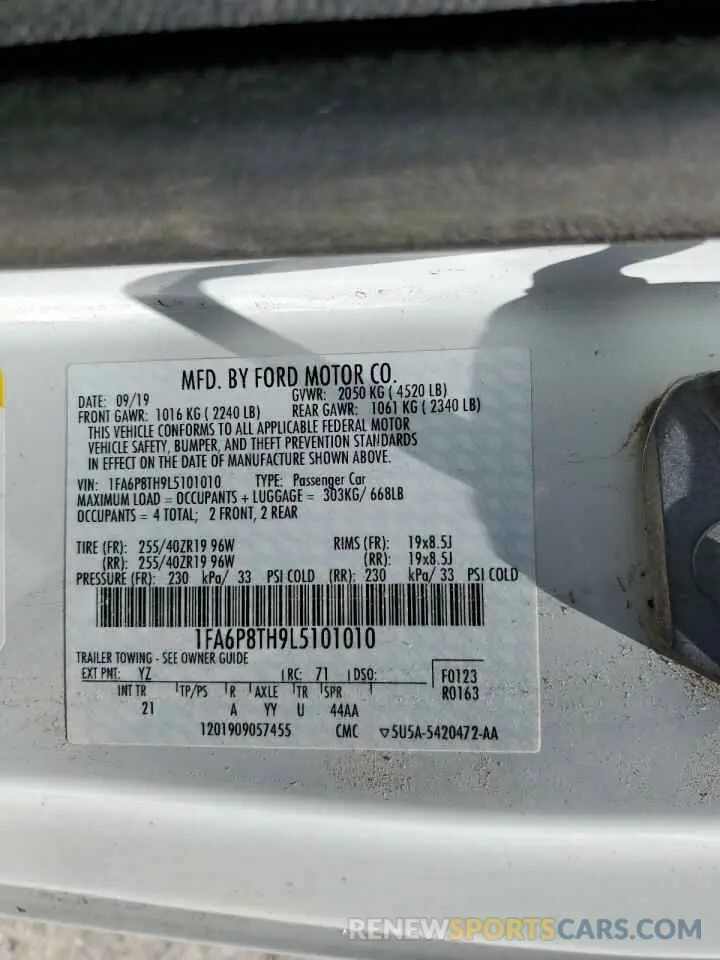 MFD. BY FORD MOTOR CO.
DATE: 09/19 GVWR: 2050 KG ( 4520 LB)
FRONT GAWR: 1016 KG ( 2240 LB) REAR GAWR: 1061 KG ( 2340 LB)
THIS VEHICLE CONFORMS TO ALL APPLICABLE FEDERAL MOTOR
VEHICLE SAFETY, BUMPER, AND THEFT PREVENTION STANDARDS
IN EFFECT ON THE DATE OF MANUFACTURE SHOWN ABOVE.
VIN: 1FA6P8TH9L5101010 TYPE: Passenger Car
MAXIMUM LOAD = OCCUPANTS + LUGGAGE = 303KG/ 668LB
OCCUPANTS = 4 TOTAL; 2 FRONT, 2 REAR
TIRE (FR): 255/40ZR19 96W RIMS (FR): 19x8.5J
(RR): 255/40ZR19 96W (RR): 19x8.5J
PRESSURE (FR): 230 kPa/ 33 PSI COLD (RR): 230 kPa/ 33 PSI COLD
1FA6P8TH9L5101010
TRAILER TOWING - SEE OWNER GUIDE
EXT PNT: YZ RC: 71 DSO: F0123
INT TR TP/PS R AXLE TR SPR R0163
21 A YY U 44AA
1201909057455 CMC ▽5U5A-5420472-AA
RENEWSPORTSCARS.COM